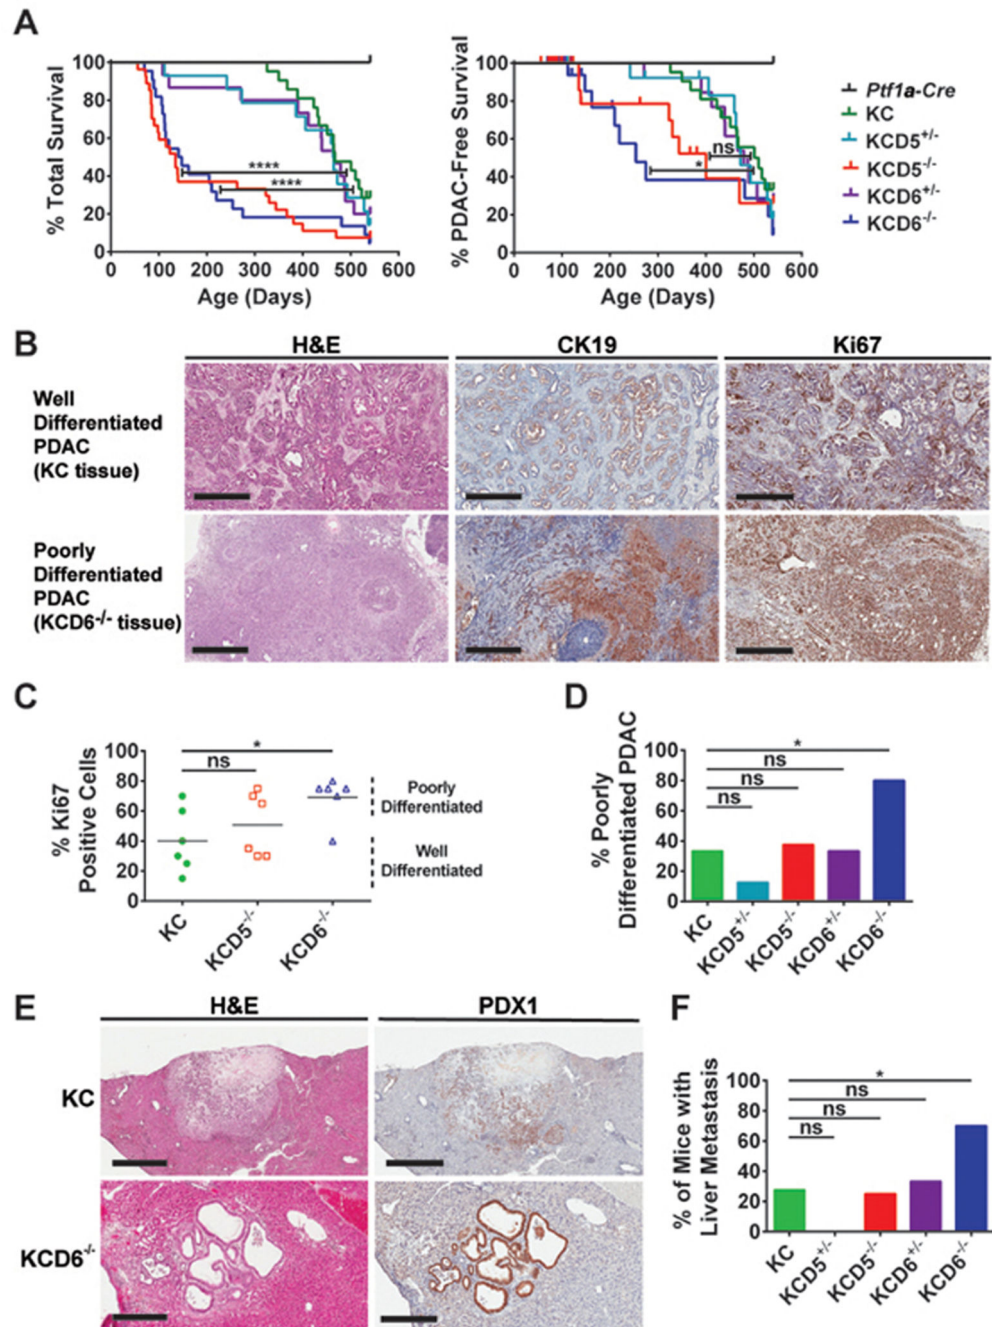 A
% Total Survival
100
80
60
40
20
0
****
****
0 100 200 300 400 500 600
Age (Days)
% PDAC-Free Survival
100
80
60
40
20
0
ns
*
0 100 200 300 400 500 600
Age (Days)
Ptf1a-Cre
KC
KCD5+/-
KCD5-/-
KCD6+/-
KCD6-/-
B
H&E CK19 Ki67
Well
Differentiated
PDAC
(KC tissue)
Poorly
Differentiated
PDAC
(KCD6-/- tissue)
C
% Ki67
Positive Cells
100
80
60
40
20
0
*
ns
Poorly
Differentiated
Well
Differentiated
KC KCD5-/- KCD6-/-
D
% Poorly
Differentiated PDAC
100
80
60
40
20
0
*
ns
ns
ns
KC KCD5+/- KCD5-/- KCD6+/- KCD6-/-
E
H&E PDX1
KC
KCD6-/-
F
% of Mice with
Liver Metastasis
100
80
60
40
20
0
*
ns
ns
ns
KC KCD5+/- KCD5-/- KCD6+/- KCD6-/-